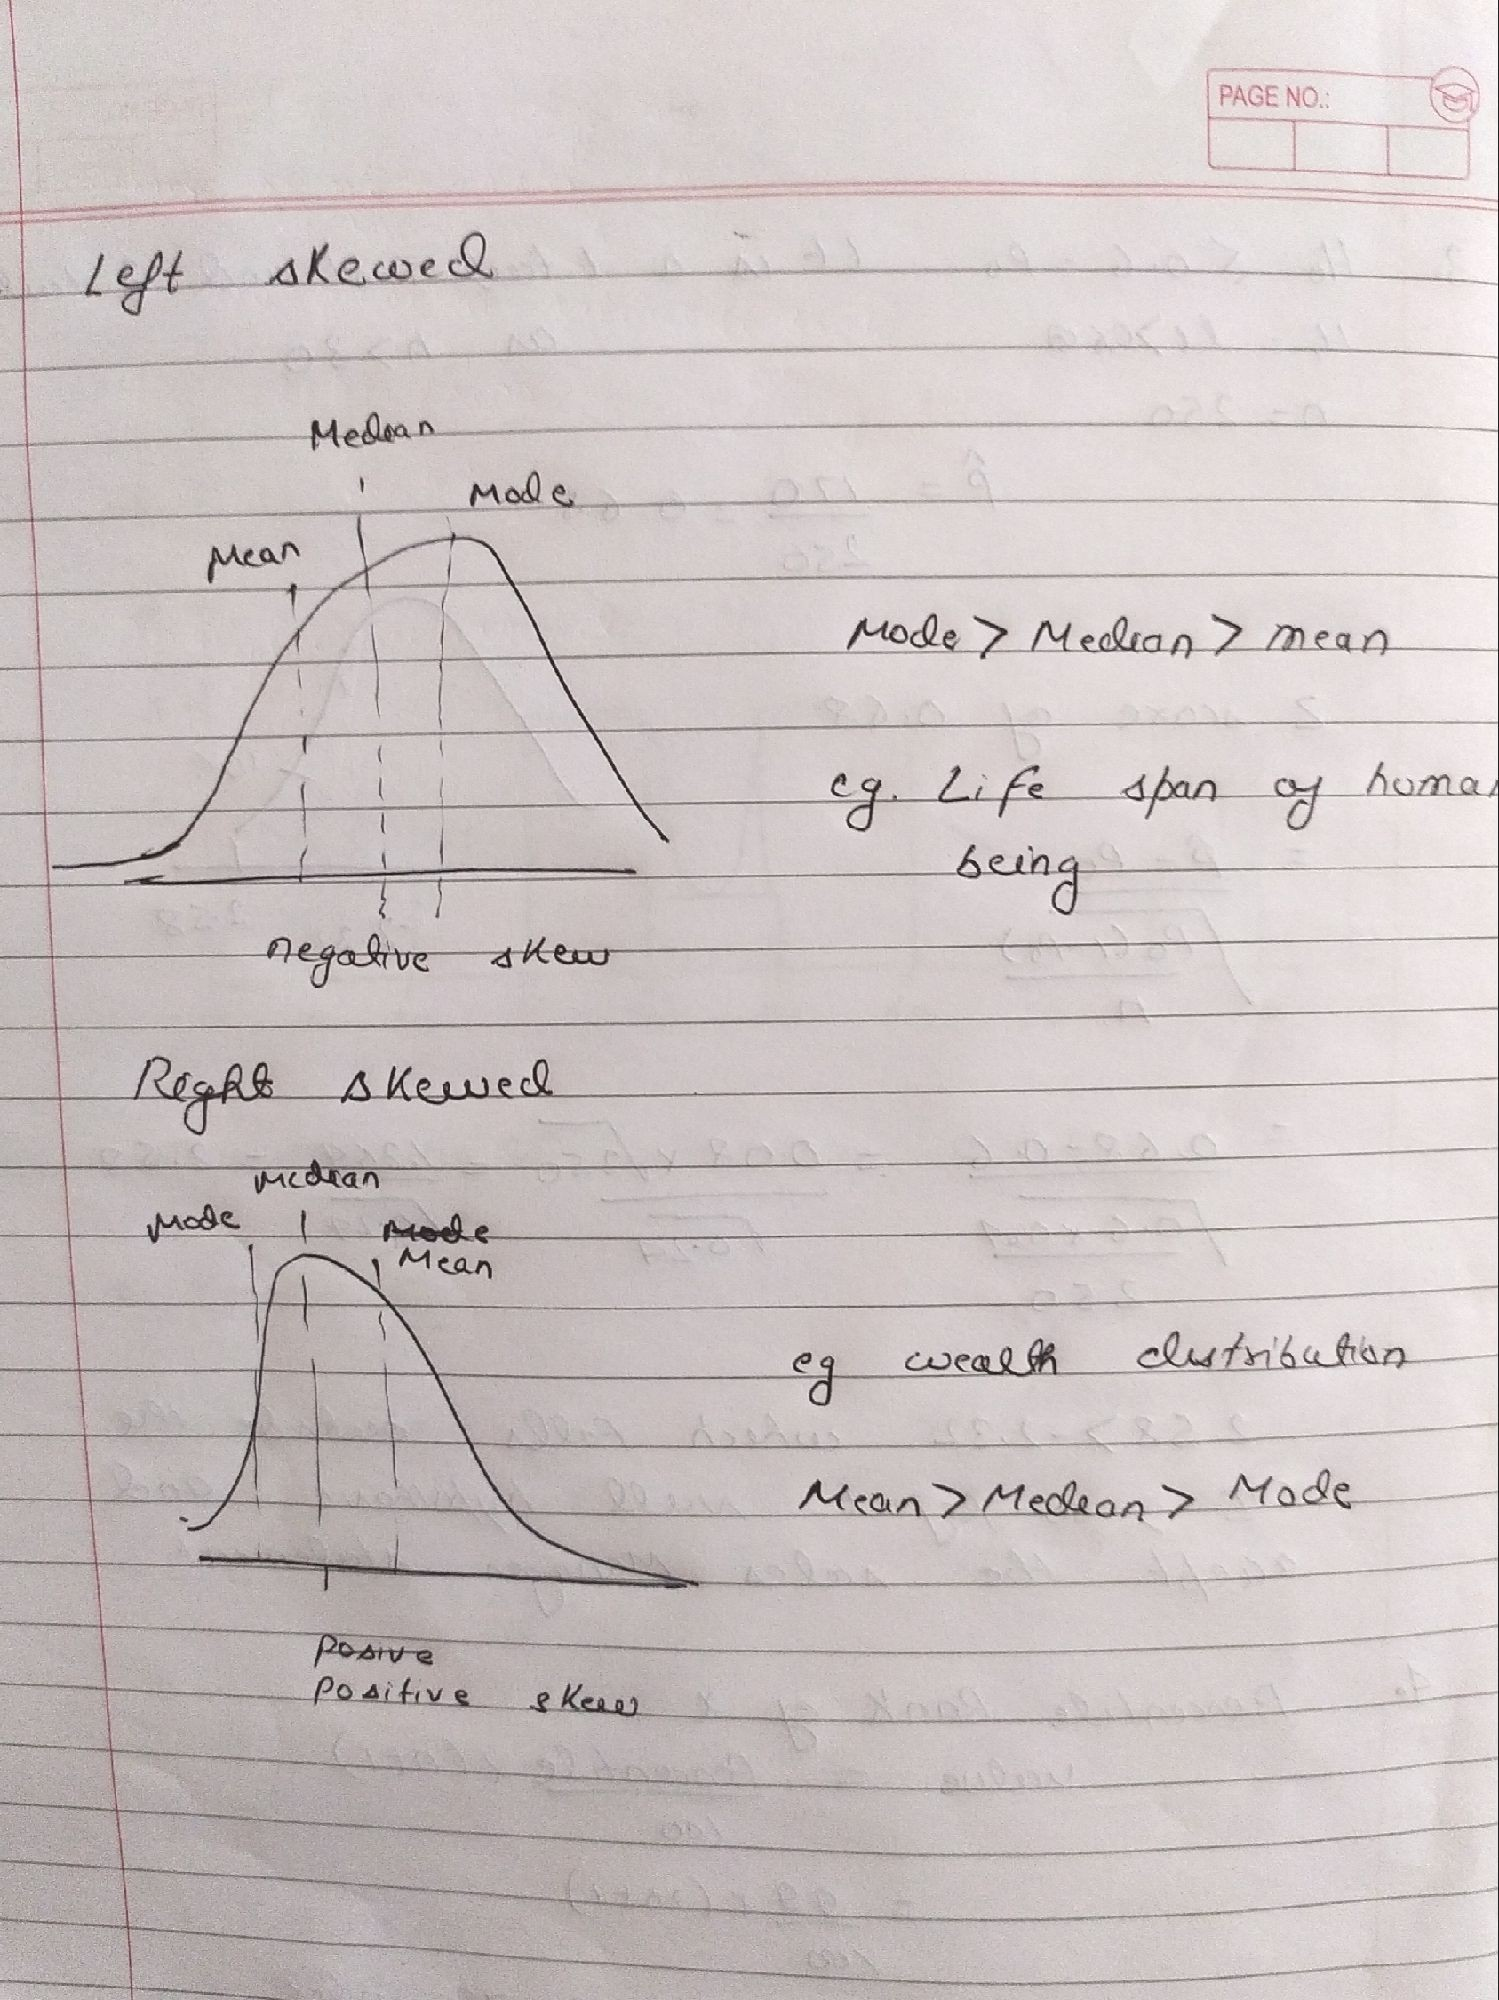 PAGE NO.:
Left skewed
Median
Mode
Mean
Mode > Median > mean
eg. Life span of human
being
negative skew
Right skewed
Median
Mode
Mode
Mean
eg wealth distribution
Mean > Median > Mode
Posive
Positive skew